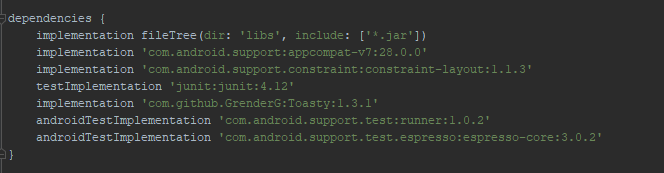 dependencies {
    implementation fileTree(dir: 'libs', include: ['*.jar'])
    implementation 'com.android.support:appcompat-v7:28.0.0'
    implementation 'com.android.support.constraint:constraint-layout:1.1.3'
    testImplementation 'junit:junit:4.12'
    implementation 'com.github.GrenderG:Toasty:1.3.1'
    androidTestImplementation 'com.android.support.test:runner:1.0.2'
    androidTestImplementation 'com.android.support.test.espresso:espresso-core:3.0.2'
}